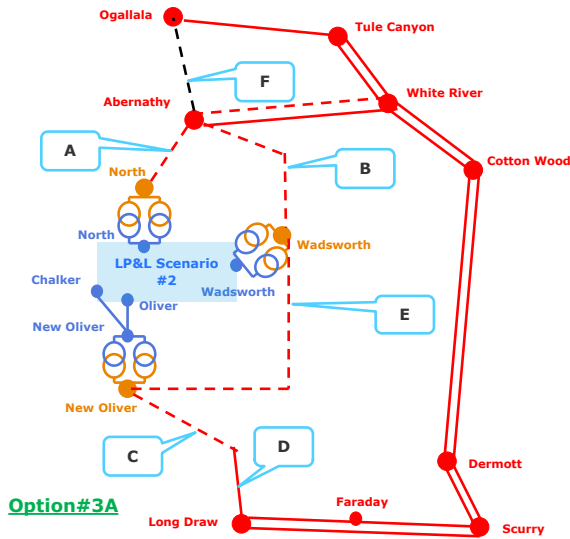 Ogallala
Tule Canyon
F
White River
Abernathy
A
B
Cotton Wood
North
North
Wadsworth
LP&L Scenario
#2
Chalker
Wadsworth
Oliver
E
New Oliver
New Oliver
C
D
Dermott
Option#3A
Faraday
Long Draw
Scurry